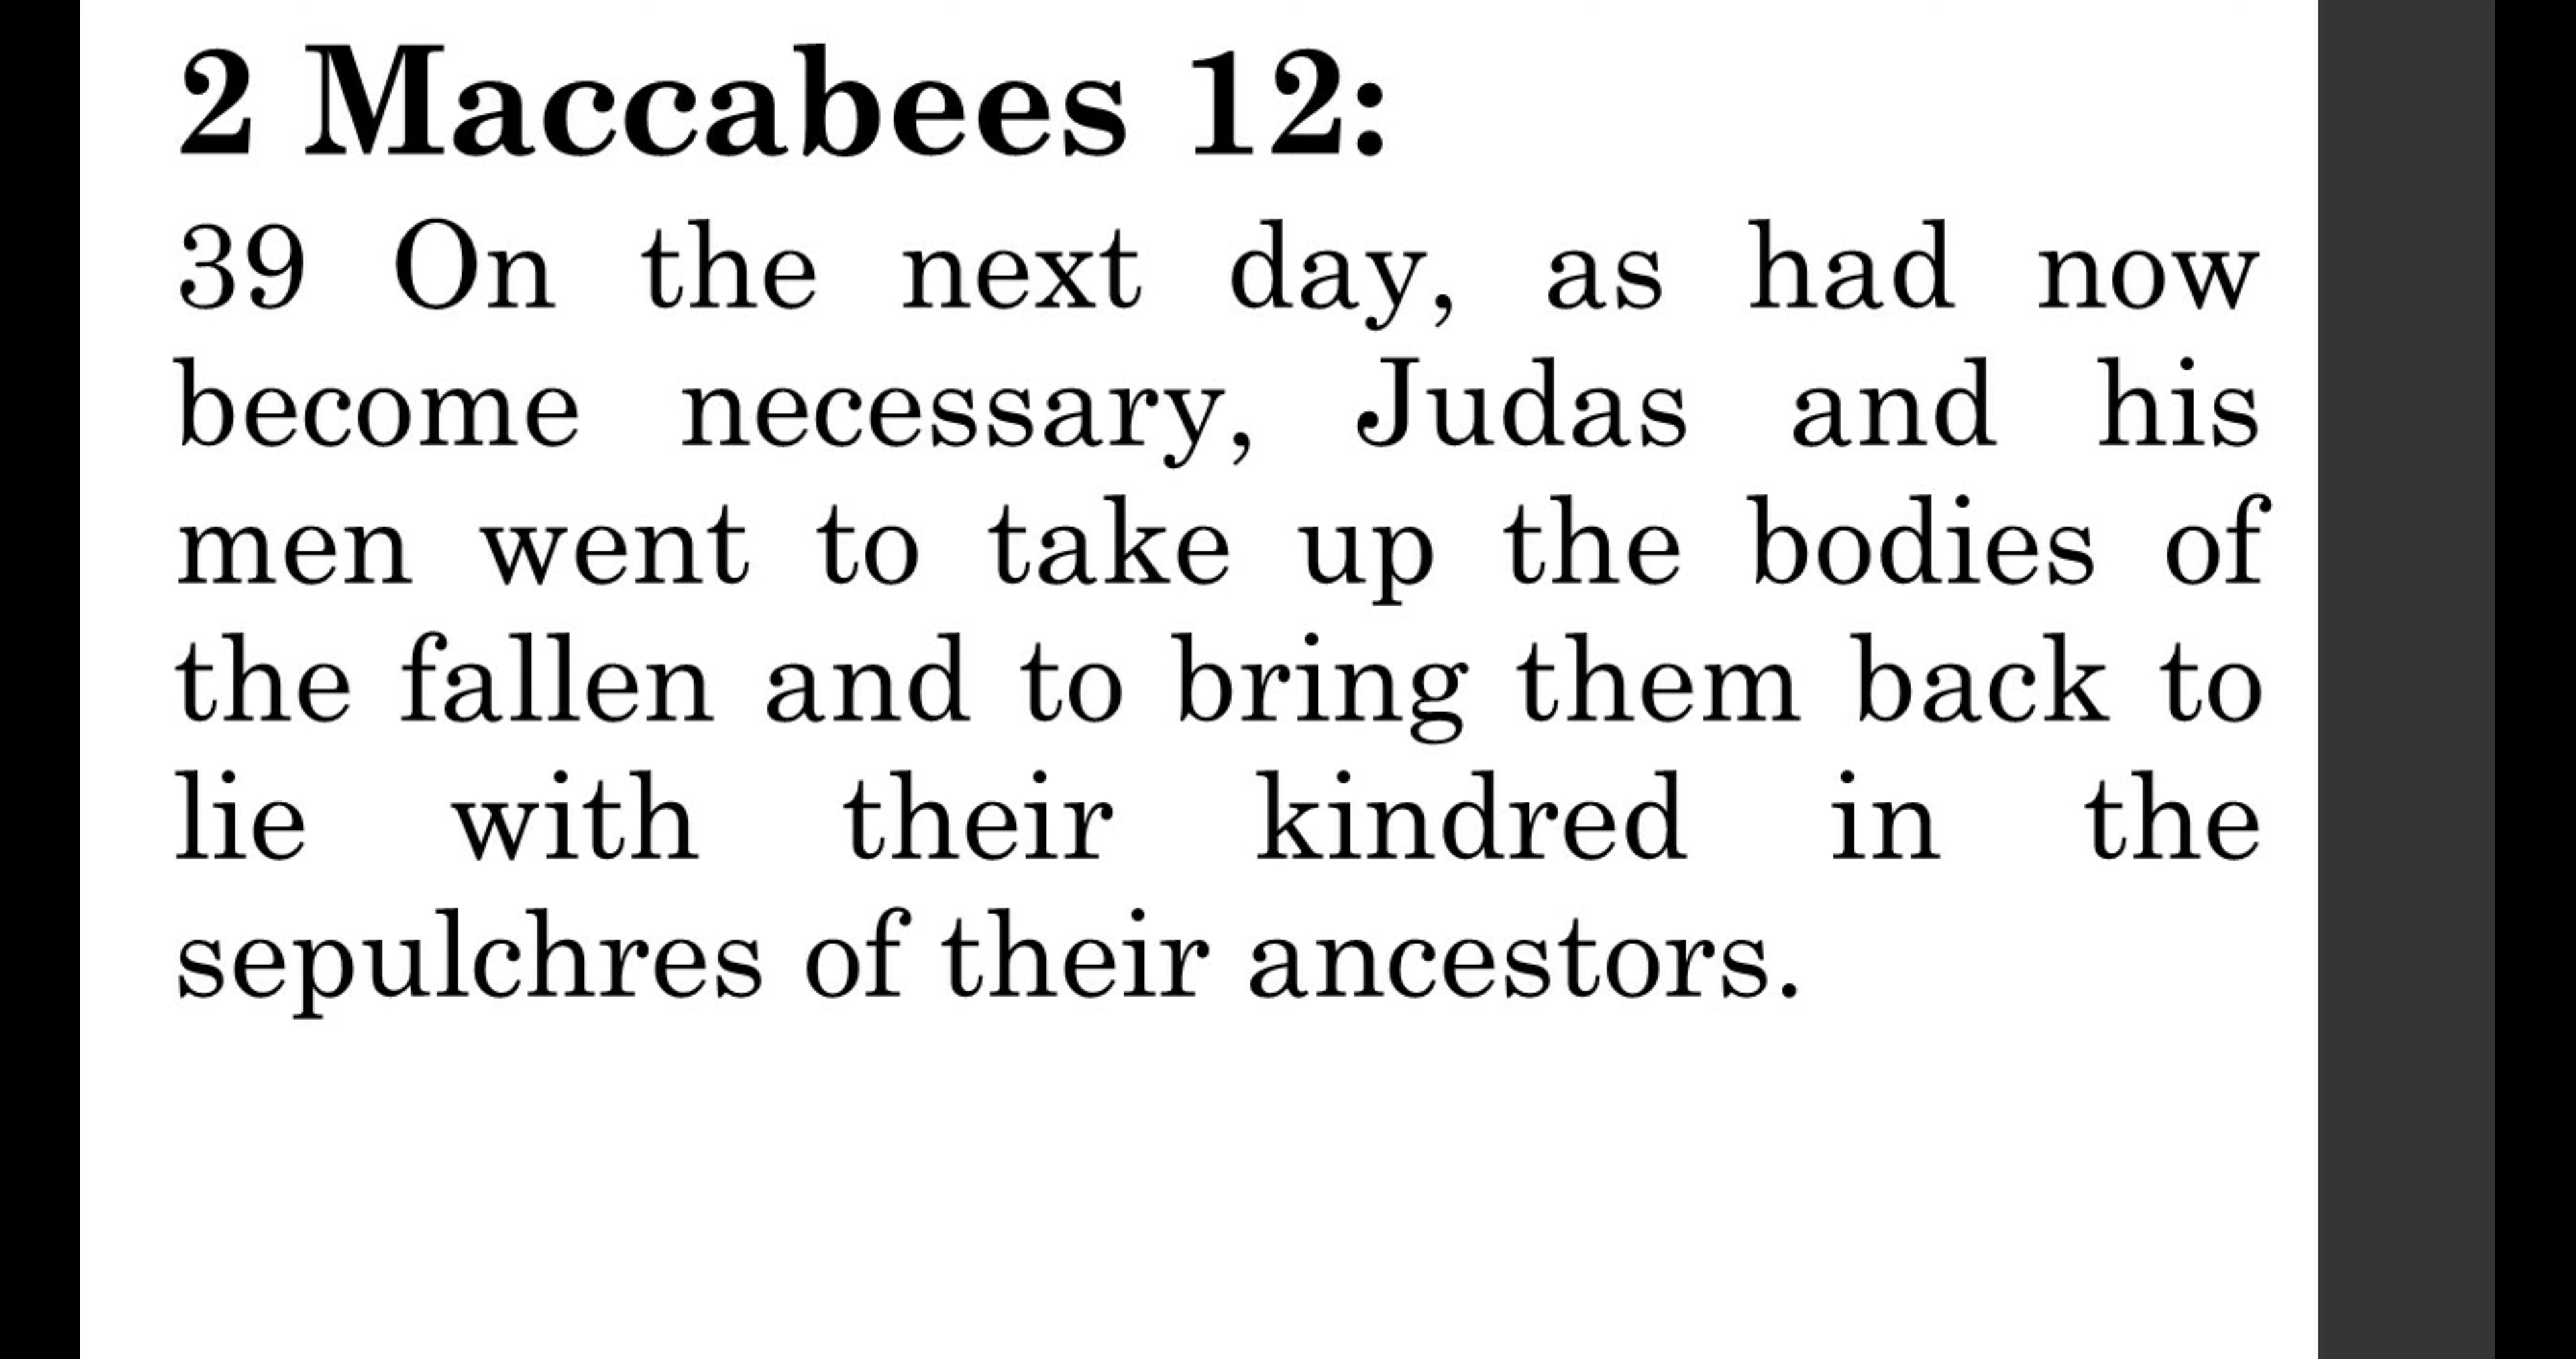 2 Maccabees 12:
39 On the next day, as had now
become necessary, Judas and his
men went to take up the bodies of
the fallen and to bring them back to
lie with their kindred in the
sepulchres of their ancestors.